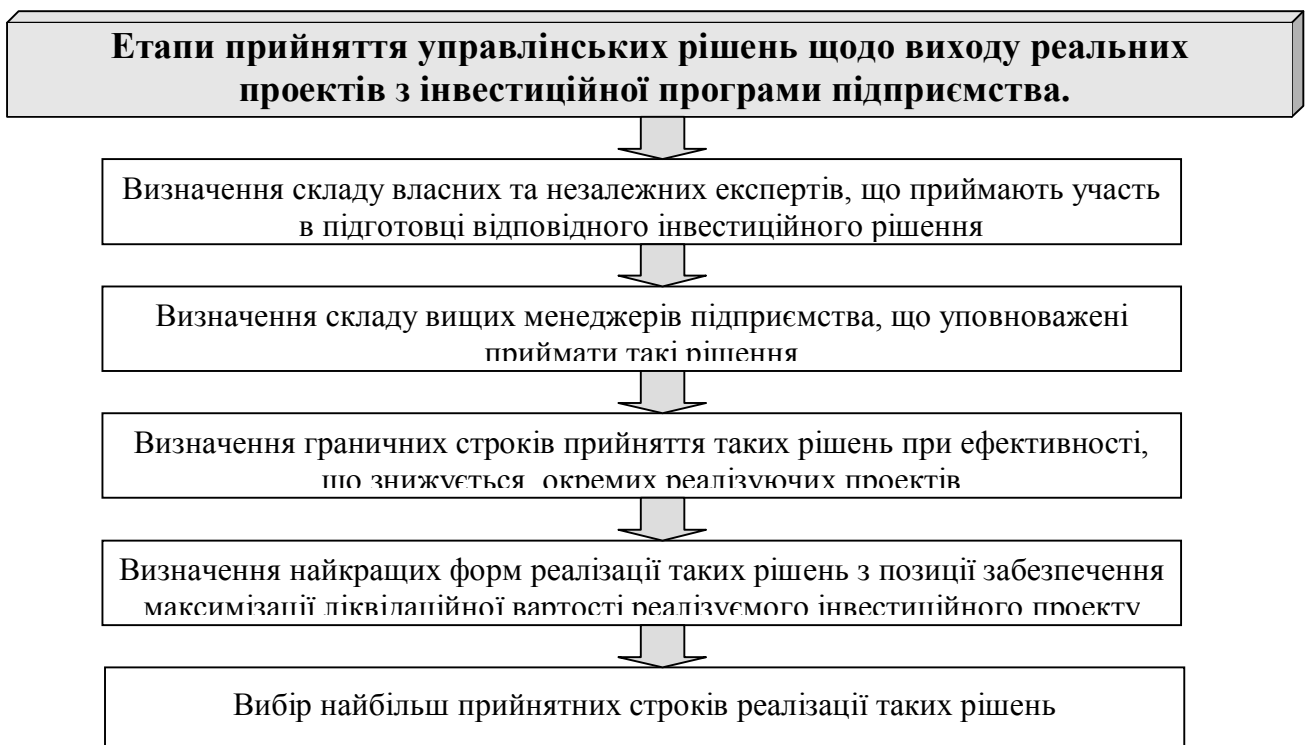 Етапи прийняття управлінських рішень щодо виходу реальних
проектів з інвестиційної програми підприємства.
Визначення складу власних та незалежних експертів, що приймають участь
в підготовці відповідного інвестиційного рішення
Визначення складу вищих менеджерів підприємства, що уповноважені
приймати такі рішення
Визначення граничних строків прийняття таких рішень при ефективності,
що знижується окремих реалізуючих проектів
Визначення найкращих форм реалізації таких рішень з позиції забезпечення
максимізації ліквідаційної вартості реалізуємого інвестиційного проекту
Вибір найбільш прийнятних строків реалізації таких рішень